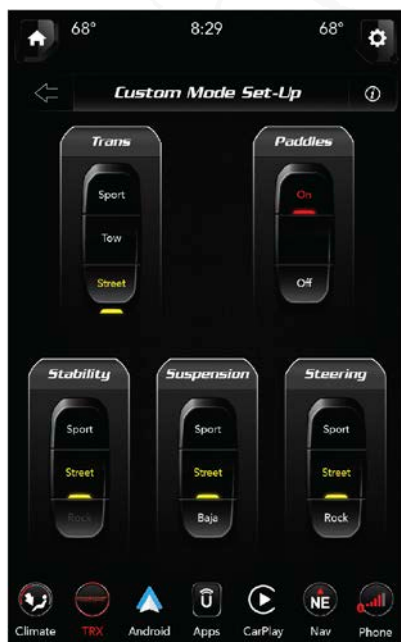 68° 8:29 68°
Custom Mode Set-Up
Trans Paddles
Sport On
Tow
Street Off
Stability Suspension Steering
Sport Sport Sport
Street Street Street
Rock Baja Rock
NE
Climate TRX Android Apps CarPlay Nav Phone